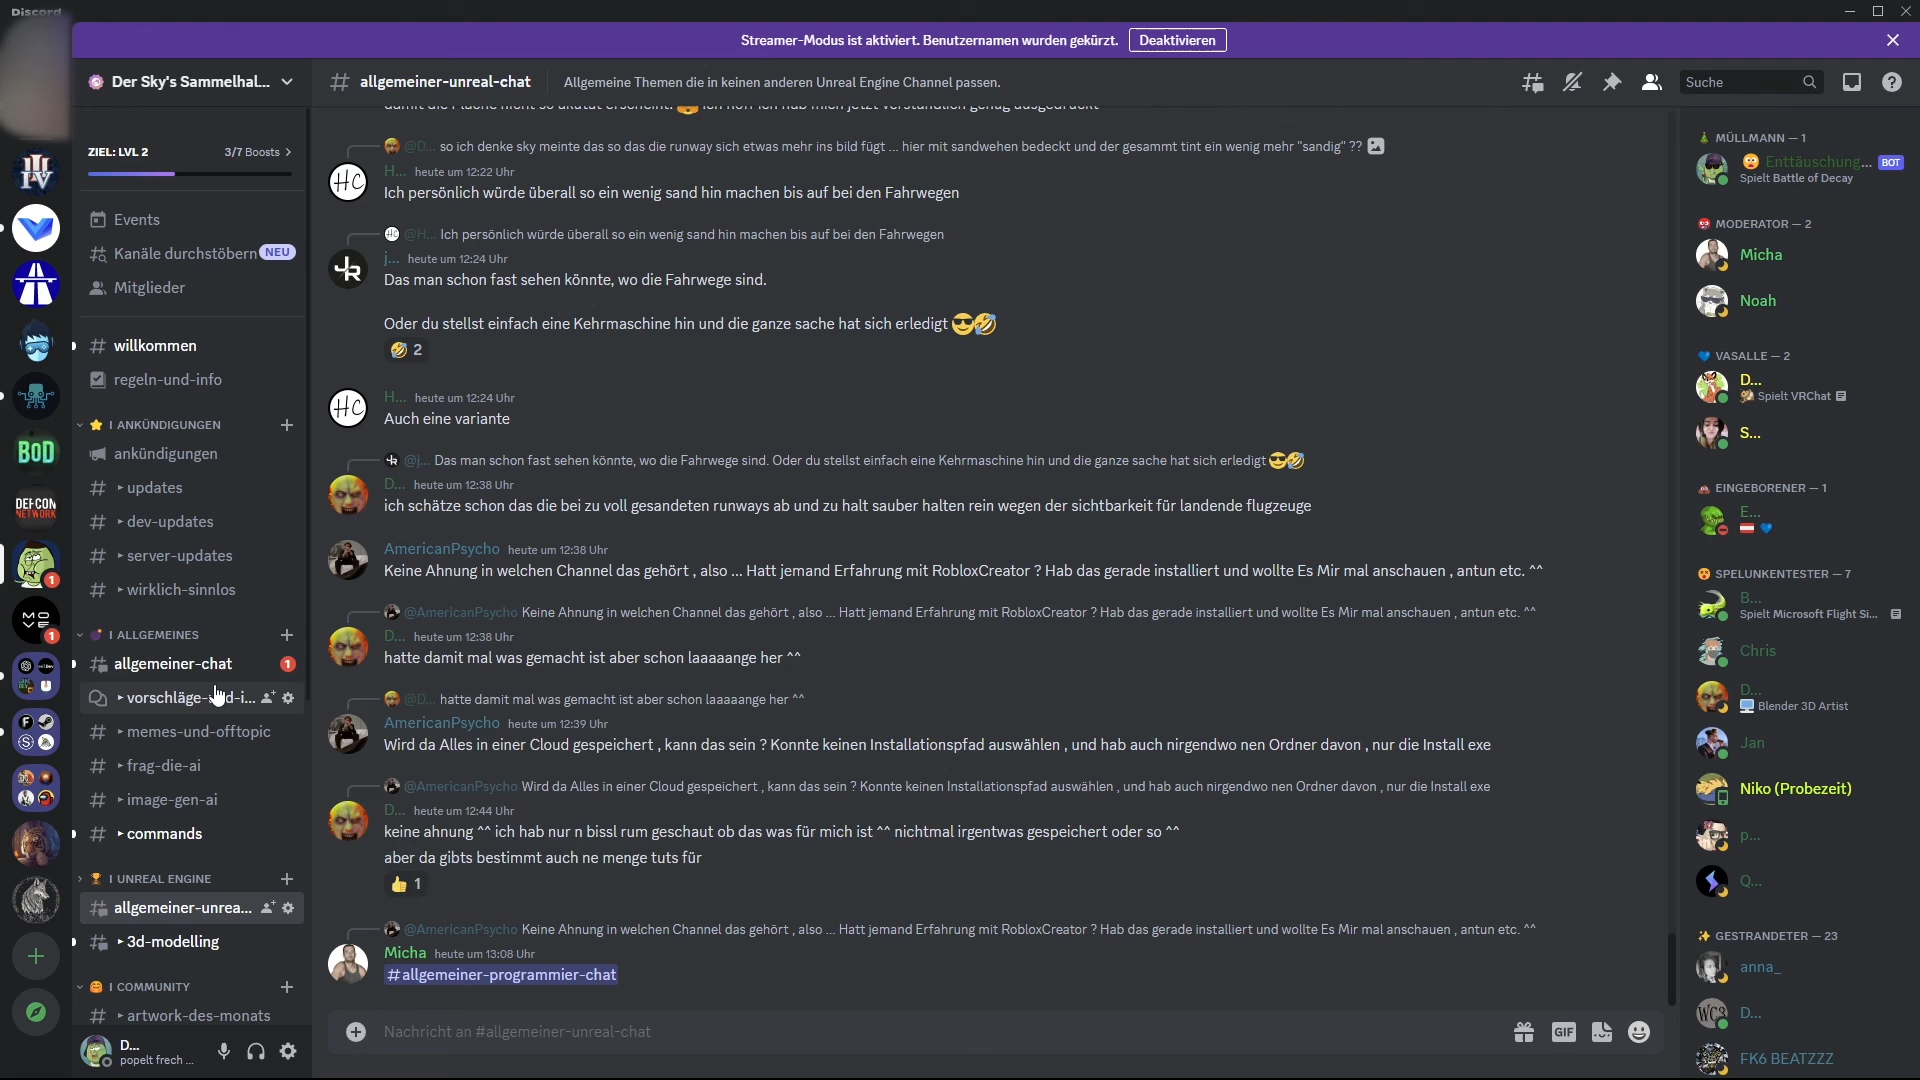 Discord
Streamer-Modus ist aktiviert. Benutzernamen wurden gekürzt. Deaktivieren
Der Sky's Sammelhal...
allgemeiner-unreal-chat
Allgemeine Themen die in keinen anderen Unreal Engine Channel passen.
Suche
ZIEL: LVL 2
3/7 Boosts
Events
Kanäle durchstöbern NEU
Mitglieder
willkommen
regeln-und-info
I ANKÜNDIGUNGEN
ankündigungen
updates
dev-updates
server-updates
wirklich-sinnlos
I ALLGEMEINES
allgemeiner-chat 1
memes-und-offtopic
frag-die-ai
image-gen-ai
commands
I UNREAL ENGINE
allgemeiner-unrea...
3d-modelling
I COMMUNITY
artwork-des-monats
D...
popelt frech ...
BOD
DEFCON
NETWORK
1
1
@D... so ich denke sky meinte das so das die runway sich etwas mehr ins bild fügt ... hier mit sandwehen bedeckt und der gesammt tint ein wenig mehr "sandig" ??
HC
H... heute um 12:22 Uhr
Ich persönlich würde überall so ein wenig sand hin machen bis auf bei den Fahrwegen
@H... Ich persönlich würde überall so ein wenig sand hin machen bis auf bei den Fahrwegen
j... heute um 12:24 Uhr
Das man schon fast sehen könnte, wo die Fahrwege sind.
Oder du stellst einfach eine Kehrmaschine hin und die ganze sache hat sich erledigt 😎🤣
🤣 2
HC
H... heute um 12:24 Uhr
Auch eine variante
@j... Das man schon fast sehen könnte, wo die Fahrwege sind. Oder du stellst einfach eine Kehrmaschine hin und die ganze sache hat sich erledigt 😎🤣
D... heute um 12:38 Uhr
ich schätze schon das die bei zu voll gesandeten runways ab und zu halt sauber halten rein wegen der sichtbarkeit für landende flugzeuge
AmericanPsycho heute um 12:38 Uhr
Keine Ahnung in welchen Channel das gehört , also ... Hatt jemand Erfahrung mit RobloxCreator ? Hab das gerade installiert und wollte Es Mir mal anschauen , antun etc. ^^
@AmericanPsycho Keine Ahnung in welchen Channel das gehört , also ... Hatt jemand Erfahrung mit RobloxCreator ? Hab das gerade installiert und wollte Es Mir mal anschauen , antun etc. ^^
D... heute um 12:38 Uhr
hatte damit mal was gemacht ist aber schon laaaaange her ^^
@D... hatte damit mal was gemacht ist aber schon laaaaange her ^^
AmericanPsycho heute um 12:39 Uhr
Wird da Alles in einer Cloud gespeichert , kann das sein ? Konnte keinen Installationspfad auswählen , und hab auch nirgendwo nen Ordner davon , nur die Install exe
@AmericanPsycho Wird da Alles in einer Cloud gespeichert , kann das sein ? Konnte keinen Installationspfad auswählen , und hab auch nirgendwo nen Ordner davon , nur die Install exe
D... heute um 12:44 Uhr
keine ahnung ^^ ich hab nur n bissl rum geschaut ob das was für mich ist ^^ nichtmal irgentwas gespeichert oder so ^^
aber da gibts bestimmt auch ne menge tuts für
👍 1
@AmericanPsycho Keine Ahnung in welchen Channel das gehört , also ... Hatt jemand Erfahrung mit RobloxCreator ? Hab das gerade installiert und wollte Es Mir mal anschauen , antun etc. ^^
Micha heute um 13:08 Uhr
#allgemeiner-programmier-chat
Nachricht an #allgemeiner-unreal-chat
GIF
MÜLLMANN — 1
Enttäuschung... BOT
Spielt Battle of Decay
MODERATOR — 2
Micha
Noah
VASALLE — 2
D...
Spielt VRChat
S...
EINGEBORENER — 1
E...
SPELUNKENTESTER — 7
B...
Spielt Microsoft Flight Si...
Chris
D...
Blender 3D Artist
Jan
Niko (Probezeit)
p...
Q...
GESTRANDETER — 23
anna_
WC3
D...
FK6 BEATZZZ